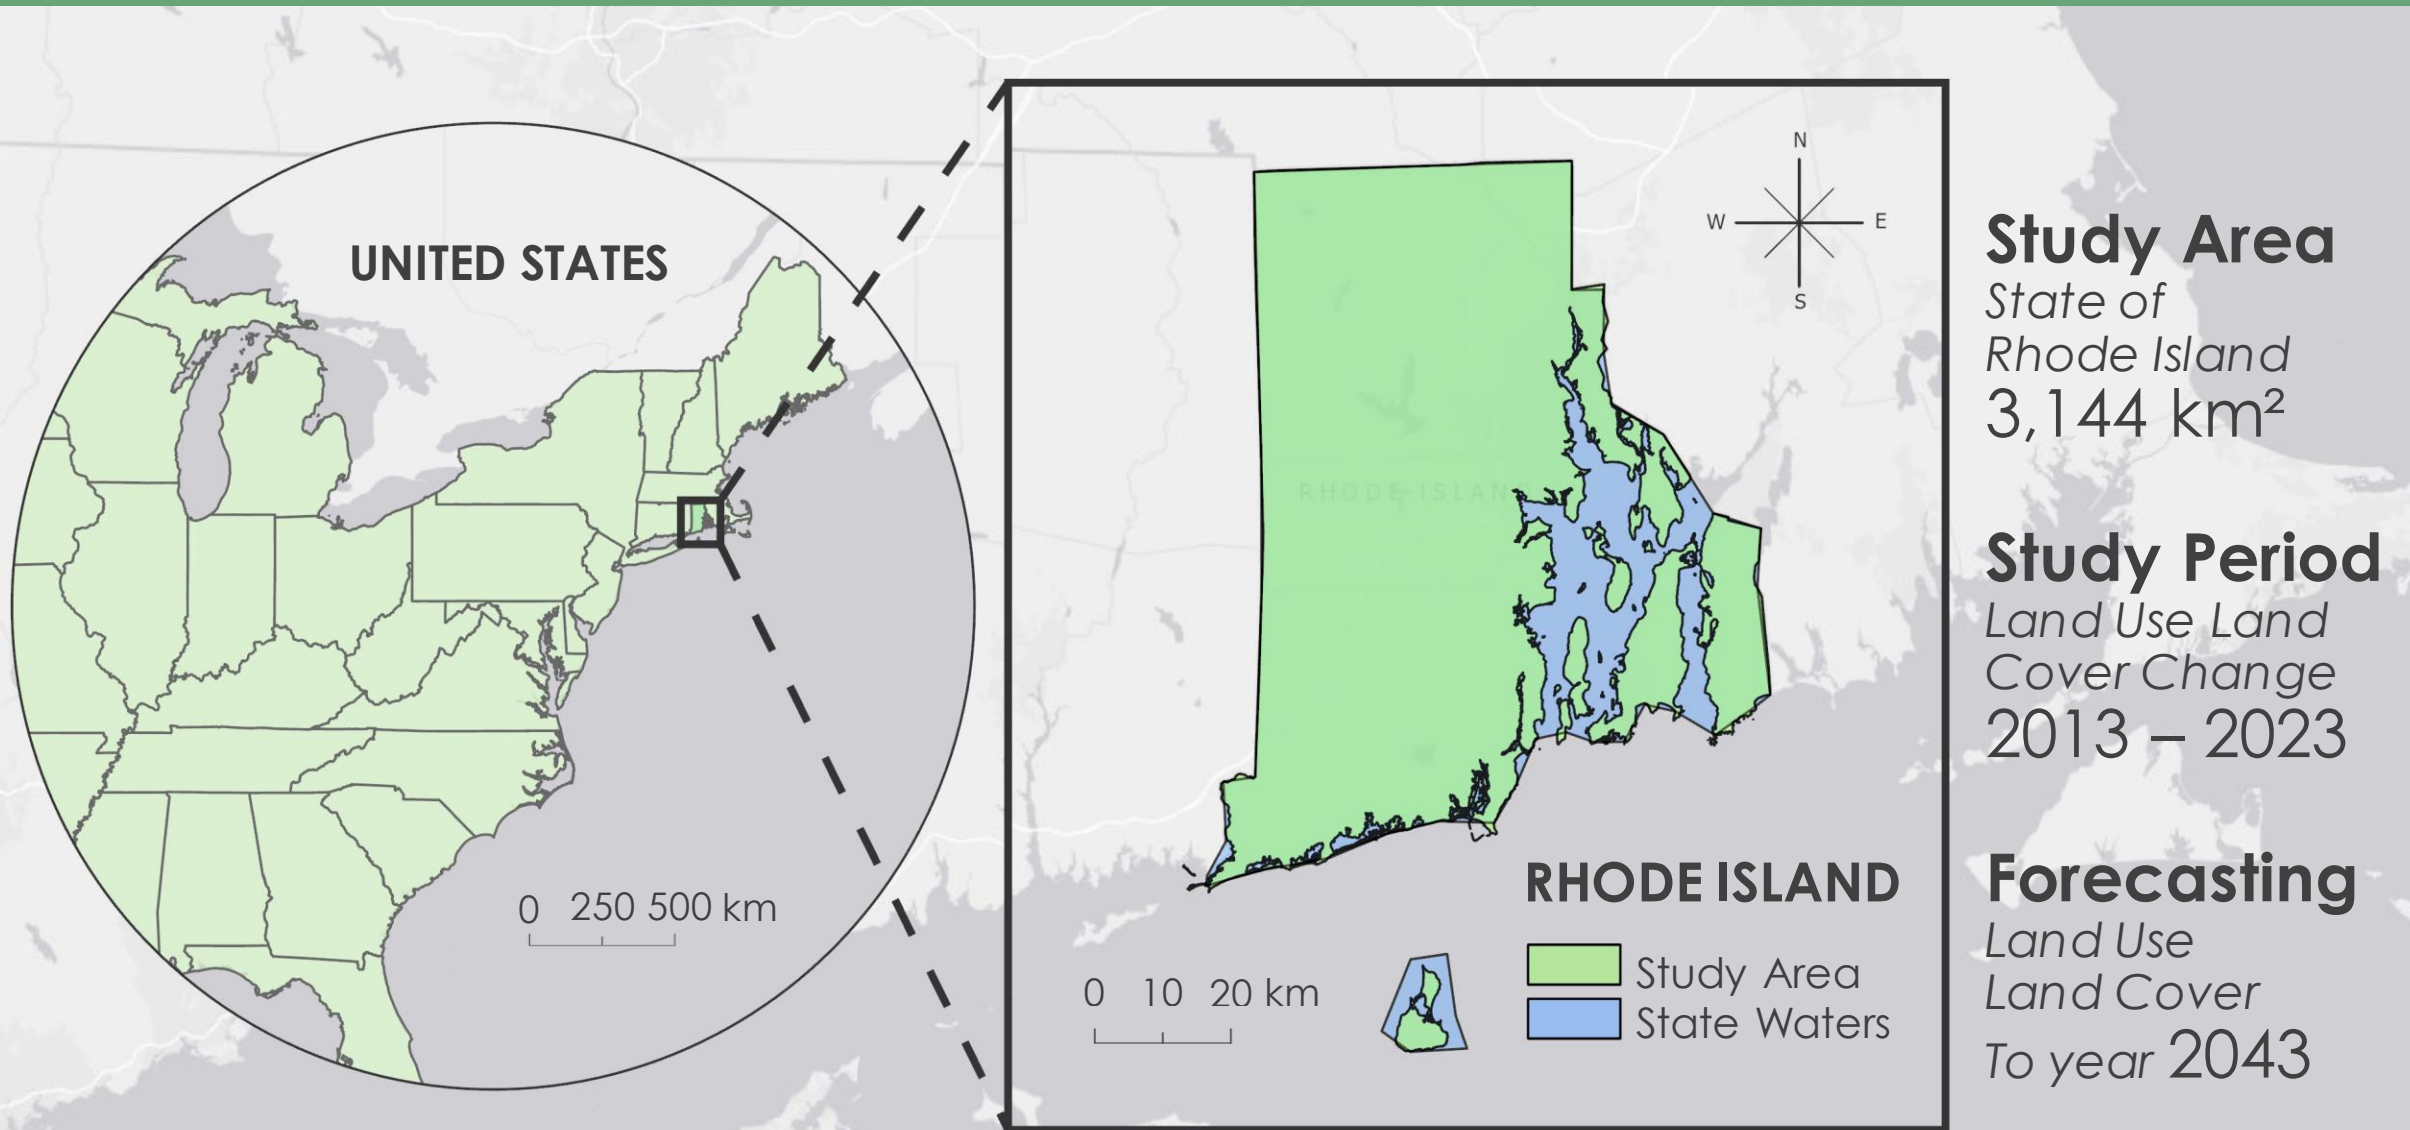 UNITED STATES
0 250 500 km
N
W E
S
RHODE ISLAND
RHODE ISLAND
0 10 20 km
Study Area
State Waters
Study Area
State of
Rhode Island
3,144 km²
Study Period
Land Use Land
Cover Change
2013 – 2023
Forecasting
Land Use
Land Cover
To year 2043